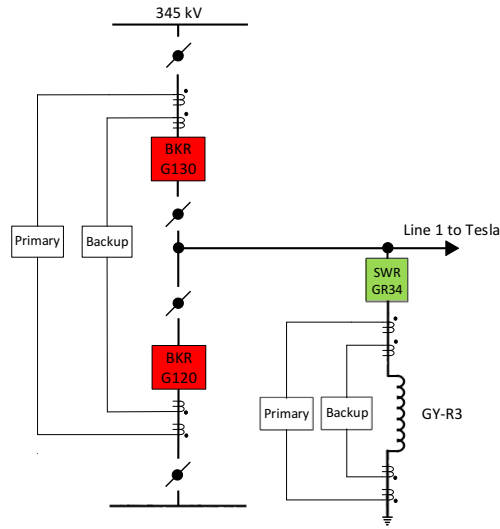 345 kV
BKR
G130
Primary
Backup
Line 1 to Tesla
SWR
GR34
BKR
G120
Primary
Backup
GY-R3